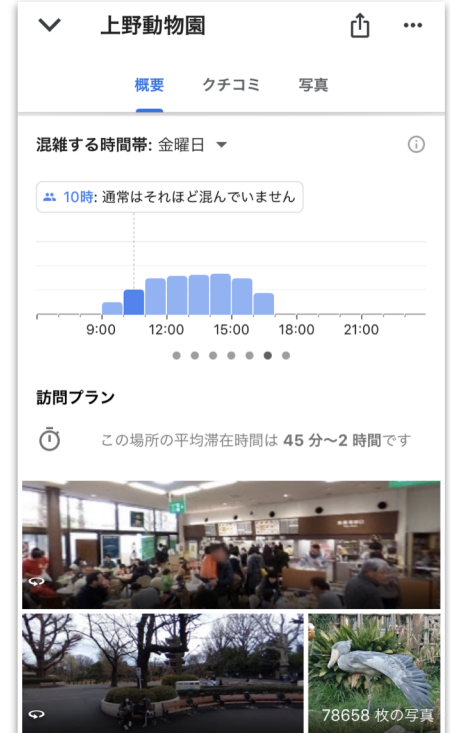 上野動物園
概要 クチコミ 写真
混雑する時間帯: 金曜日
10時: 通常はそれほど混んでいません
9:00 12:00 15:00 18:00 21:00
訪問プラン
この場所の平均滞在時間は 45 分～2 時間です
78658 枚の写真